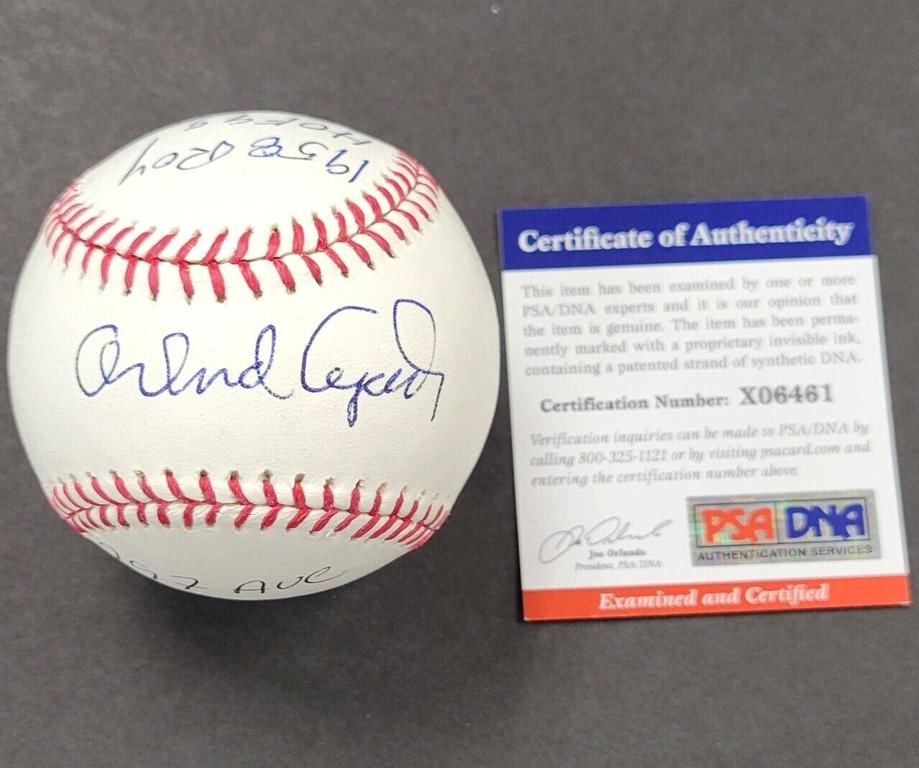 HOF 99
1958 ROY
Orlando Cepeda
.297 AVG
Certificate of Authenticity
This item has been examined by one or more
PSA/DNA experts and it is our opinion that
the item is genuine. The item has been perma-
nently marked with a proprietary invisible ink,
containing a patented strand of synthetic DNA.
Certification Number: X06461
Verification inquiries can be made to PSA/DNA by
calling 800-325-1121 or by visiting psacard.com and
entering the certification number above.
Joe Orlando
President, PSA/DNA
PSA DNA
AUTHENTICATION SERVICES
Examined and Certified